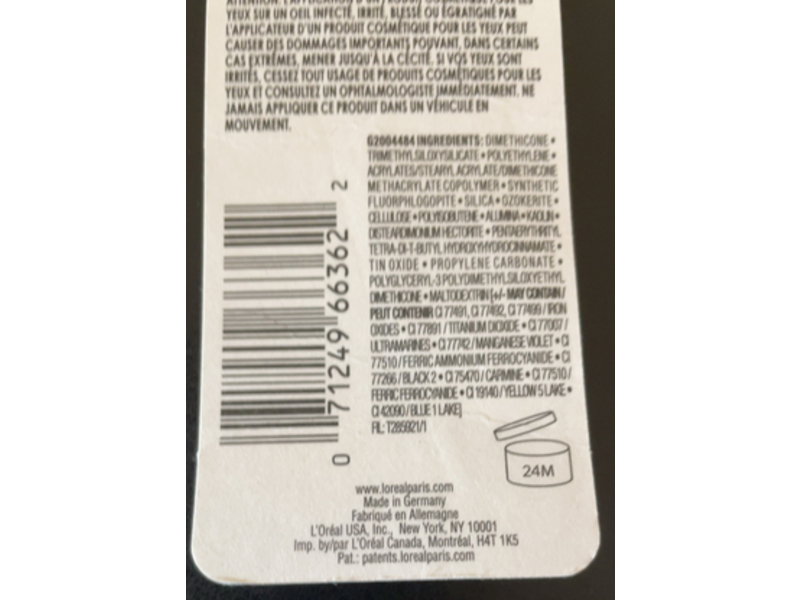 ATTENTION: L'APPLICATION D'UN PRODUIT COSMÉTIQUE POUR LES
YEUX SUR UN OEIL INFECTÉ, IRRITÉ, BLESSÉ OU ÉGRATIGNÉ PAR
L'APPLICATEUR D'UN PRODUIT COSMÉTIQUE POUR LES YEUX PEUT
CAUSER DES DOMMAGES IMPORTANTS POUVANT, DANS CERTAINS
CAS EXTRÊMES, MENER JUSQU'À LA CÉCITÉ. SI VOS YEUX SONT
IRRITÉS, CESSEZ TOUT USAGE DE PRODUITS COSMÉTIQUES POUR LES
YEUX ET CONSULTEZ UN OPHTALMOLOGISTE IMMÉDIATEMENT. NE
JAMAIS APPLIQUER CE PRODUIT DANS UN VÉHICULE EN
MOUVEMENT.
G2004484 INGREDIENTS: DIMETHICONE •
TRIMETHYLSILOXYSILICATE • POLYETHYLENE •
ACRYLATES/STEARYL ACRYLATE/DIMETHICONE
METHACRYLATE COPOLYMER • SYNTHETIC
FLUORPHLOGOPITE • SILICA • OZOKERITE •
CELLULOSE • POLYISOBUTENE • ALUMINA • KAOLIN •
DISTEARDIMONIUM HECTORITE • PENTAERYTHRITYL
TETRA-DI-T-BUTYL HYDROXYHYDROCINNAMATE •
TIN OXIDE • PROPYLENE CARBONATE •
POLYGLYCERYL-3 POLYDIMETHYLSILOXYETHYL
DIMETHICONE • MALTODEXTRIN [+/- MAY CONTAIN /
PEUT CONTENIR CI 77491, CI 77492, CI 77499 / IRON
OXIDES • CI 77891 / TITANIUM DIOXIDE • CI 77007 /
ULTRAMARINES • CI 77742 / MANGANESE VIOLET • CI
77510 / FERRIC AMMONIUM FERROCYANIDE • CI
77266 / BLACK 2 • CI 75470 / CARMINE • CI 77510 /
FERRIC FERROCYANIDE • CI 19140 / YELLOW 5 LAKE •
CI 42090 / BLUE 1 LAKE]
F.I.L: T285921/1
0 71249 66362 2
24M
www.lorealparis.com
Made in Germany
Fabriqué en Allemagne
L'Oréal USA, Inc., New York, NY 10001
Imp. by/par L'Oréal Canada, Montréal, H4T 1K5
Pat.: patents.lorealparis.com